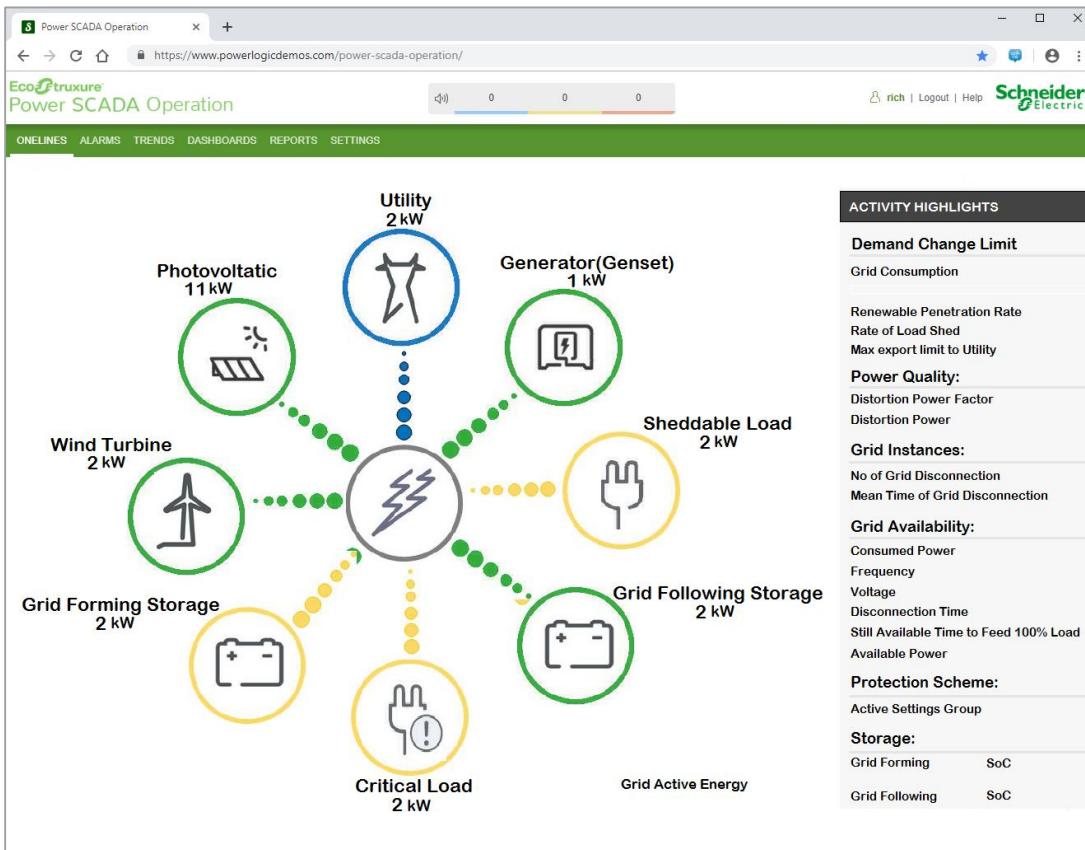 Power SCADA Operation
https://www.powerlogicdemos.com/power-scada-operation/
EcoStruxure
Power SCADA Operation
0 0 0
rich | Logout | Help
Schneider
Electric
ONELINES ALARMS TRENDS DASHBOARDS REPORTS SETTINGS
Utility
2 kW
Photovoltatic
11 kW
Generator(Genset)
1 kW
Wind Turbine
2 kW
Sheddable Load
2 kW
Grid Forming Storage
2 kW
Grid Following Storage
2 kW
Critical Load
2 kW
Grid Active Energy
ACTIVITY HIGHLIGHTS
Demand Change Limit
Grid Consumption
Renewable Penetration Rate
Rate of Load Shed
Max export limit to Utility
Power Quality:
Distortion Power Factor
Distortion Power
Grid Instances:
No of Grid Disconnection
Mean Time of Grid Disconnection
Grid Availability:
Consumed Power
Frequency
Voltage
Disconnection Time
Still Available Time to Feed 100% Load
Available Power
Protection Scheme:
Active Settings Group
Storage:
Grid Forming SoC
Grid Following SoC